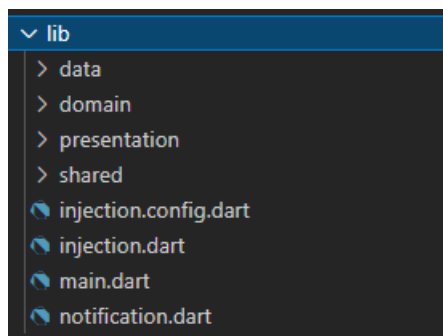 lib
data
domain
presentation
shared
injection.config.dart
injection.dart
main.dart
notification.dart